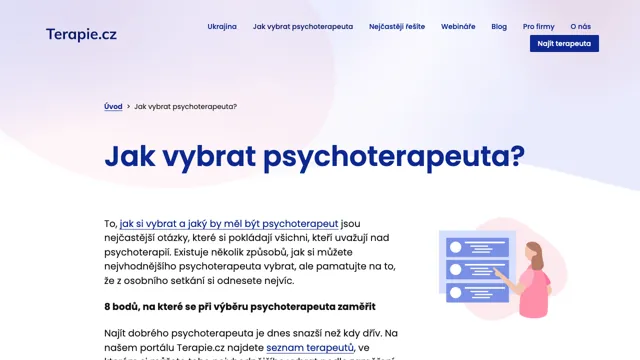 Terapie.cz
Ukrajina Jak vybrat psychoterapeuta Nejčastěji řešíte Webináře Blog Pro firmy O nás
Najít terapeuta
Úvod > Jak vybrat psychoterapeuta?
Jak vybrat psychoterapeuta?
To, jak si vybrat a jaký by měl být psychoterapeut jsou
nejčastější otázky, které si pokládají všichni, kteří uvažují nad
psychoterapií. Existuje několik způsobů, jak si můžete
nejvhodnějšího psychoterapeuta vybrat, ale pamatujte na to,
že z osobního setkání si odnesete nejvíc.
8 bodů, na které se při výběru psychoterapeuta zaměřit
Najít dobrého psychoterapeuta je dnes snazší než kdy dřív. Na
našem portálu Terapie.cz najdete seznam terapeutů, ve